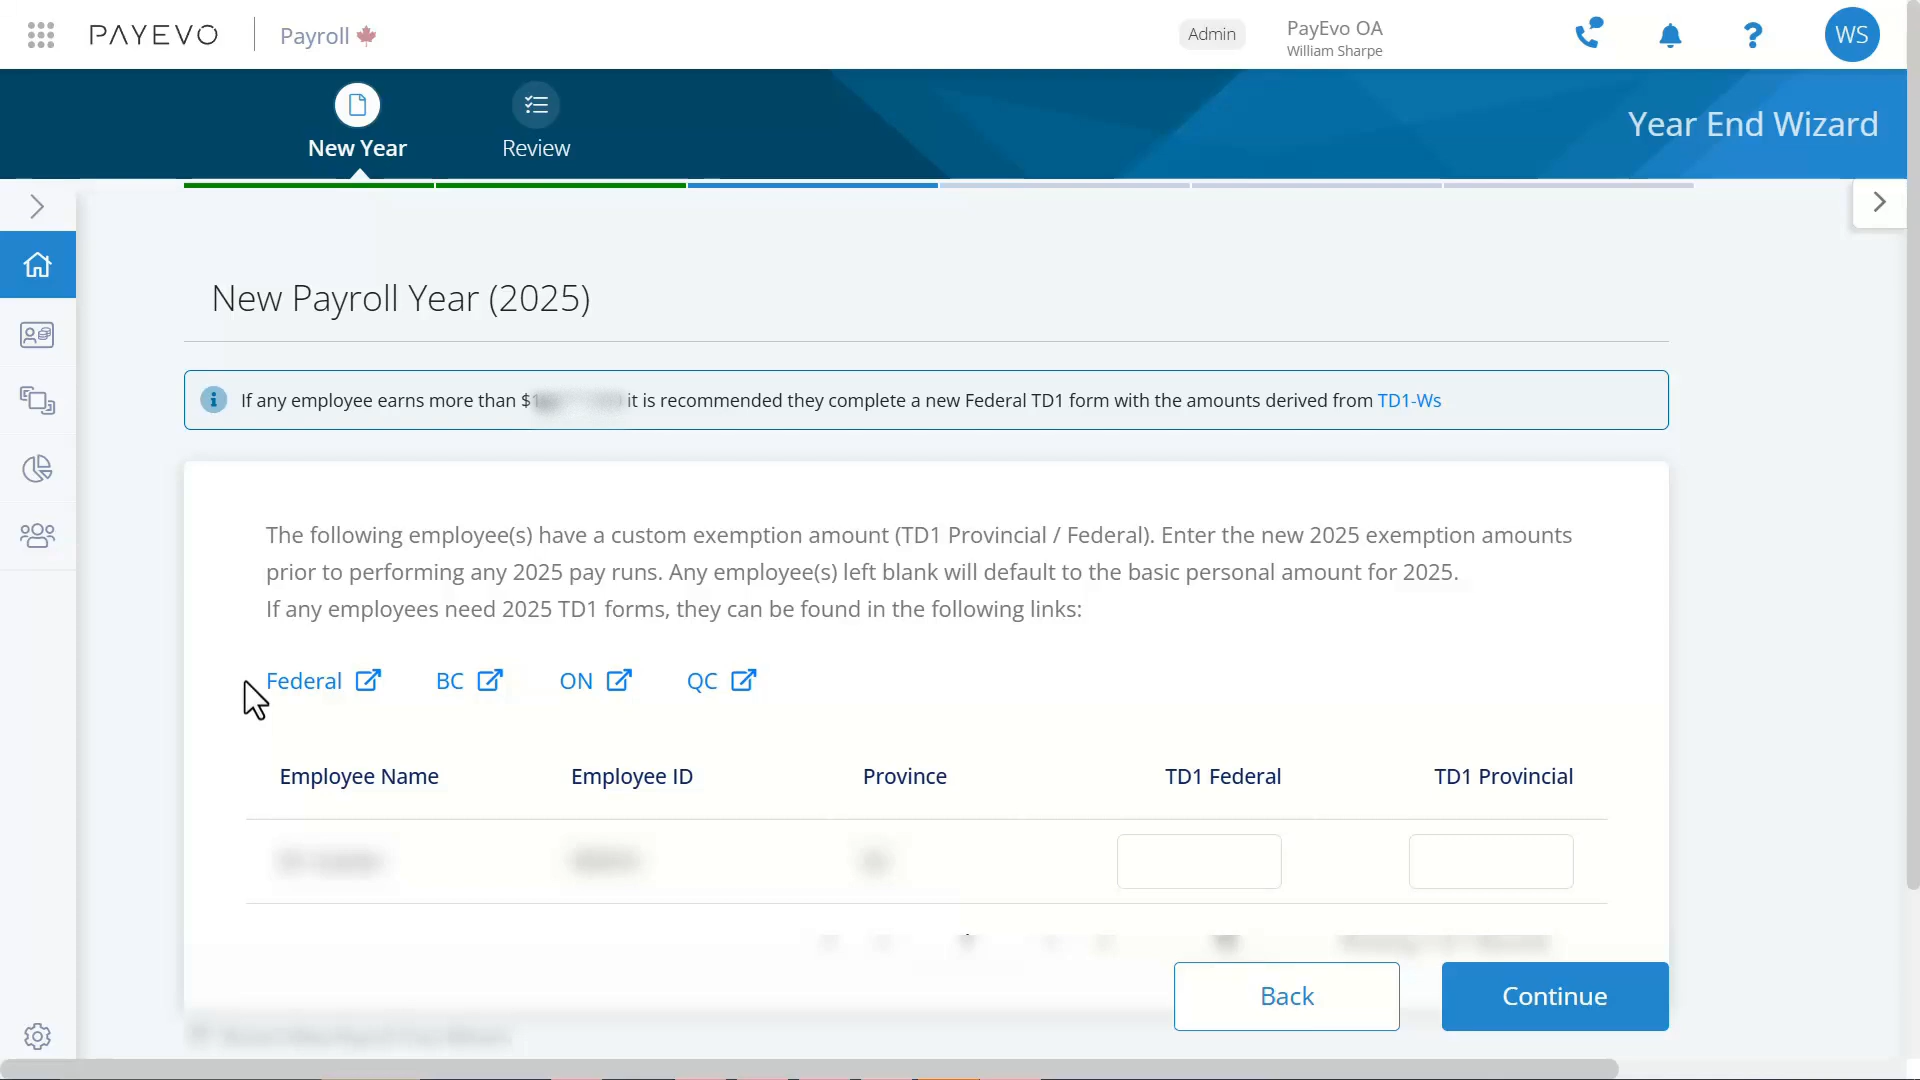 PAYEVO
Payroll
Admin
PayEvo OA
William Sharpe
WS
New Year
Review
Year End Wizard
New Payroll Year (2025)
If any employee earns more than $ it is recommended they complete a new Federal TD1 form with the amounts derived from TD1-Ws
The following employee(s) have a custom exemption amount (TD1 Provincial / Federal). Enter the new 2025 exemption amounts
prior to performing any 2025 pay runs. Any employee(s) left blank will default to the basic personal amount for 2025.
If any employees need 2025 TD1 forms, they can be found in the following links:
Federal BC ON QC
Employee Name Employee ID Province TD1 Federal TD1 Provincial
Back Continue